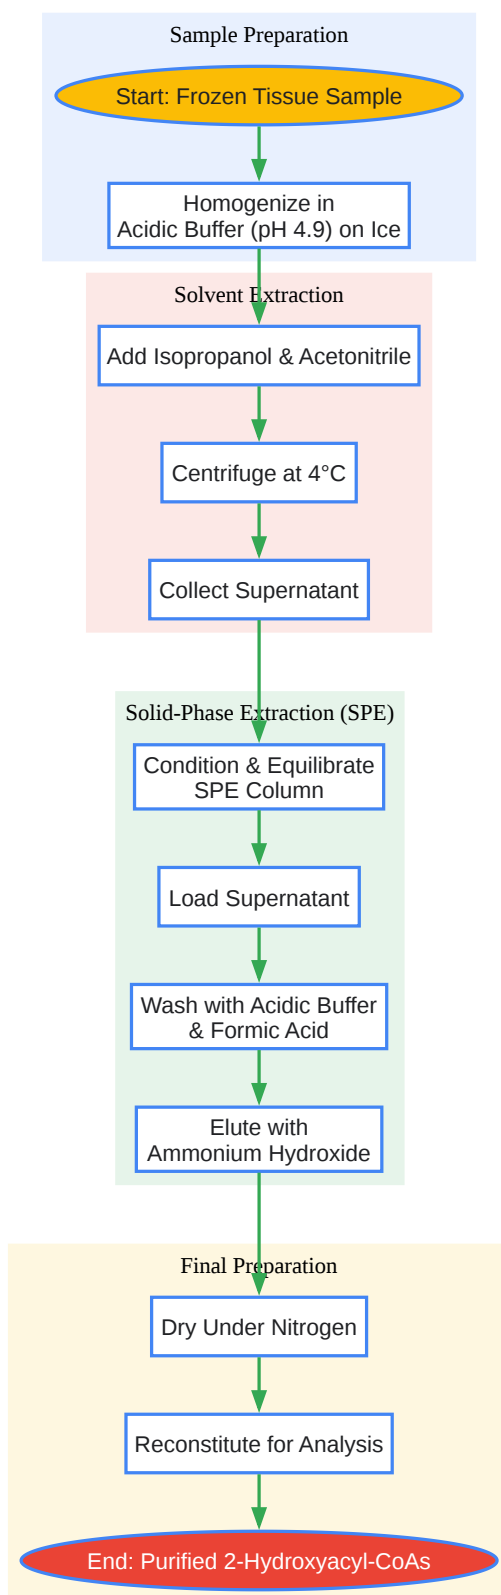 Sample Preparation
Start: Frozen Tissue Sample
Homogenize in
Acidic Buffer (pH 4.9) on Ice
Solvent Extraction
Add Isopropanol & Acetonitrile
Centrifuge at 4°C
Collect Supernatant
Solid-Phase Extraction (SPE)
Condition & Equilibrate
SPE Column
Load Supernatant
Wash with Acidic Buffer
& Formic Acid
Elute with
Ammonium Hydroxide
Final Preparation
Dry Under Nitrogen
Reconstitute for Analysis
End: Purified 2-Hydroxyacyl-CoAs